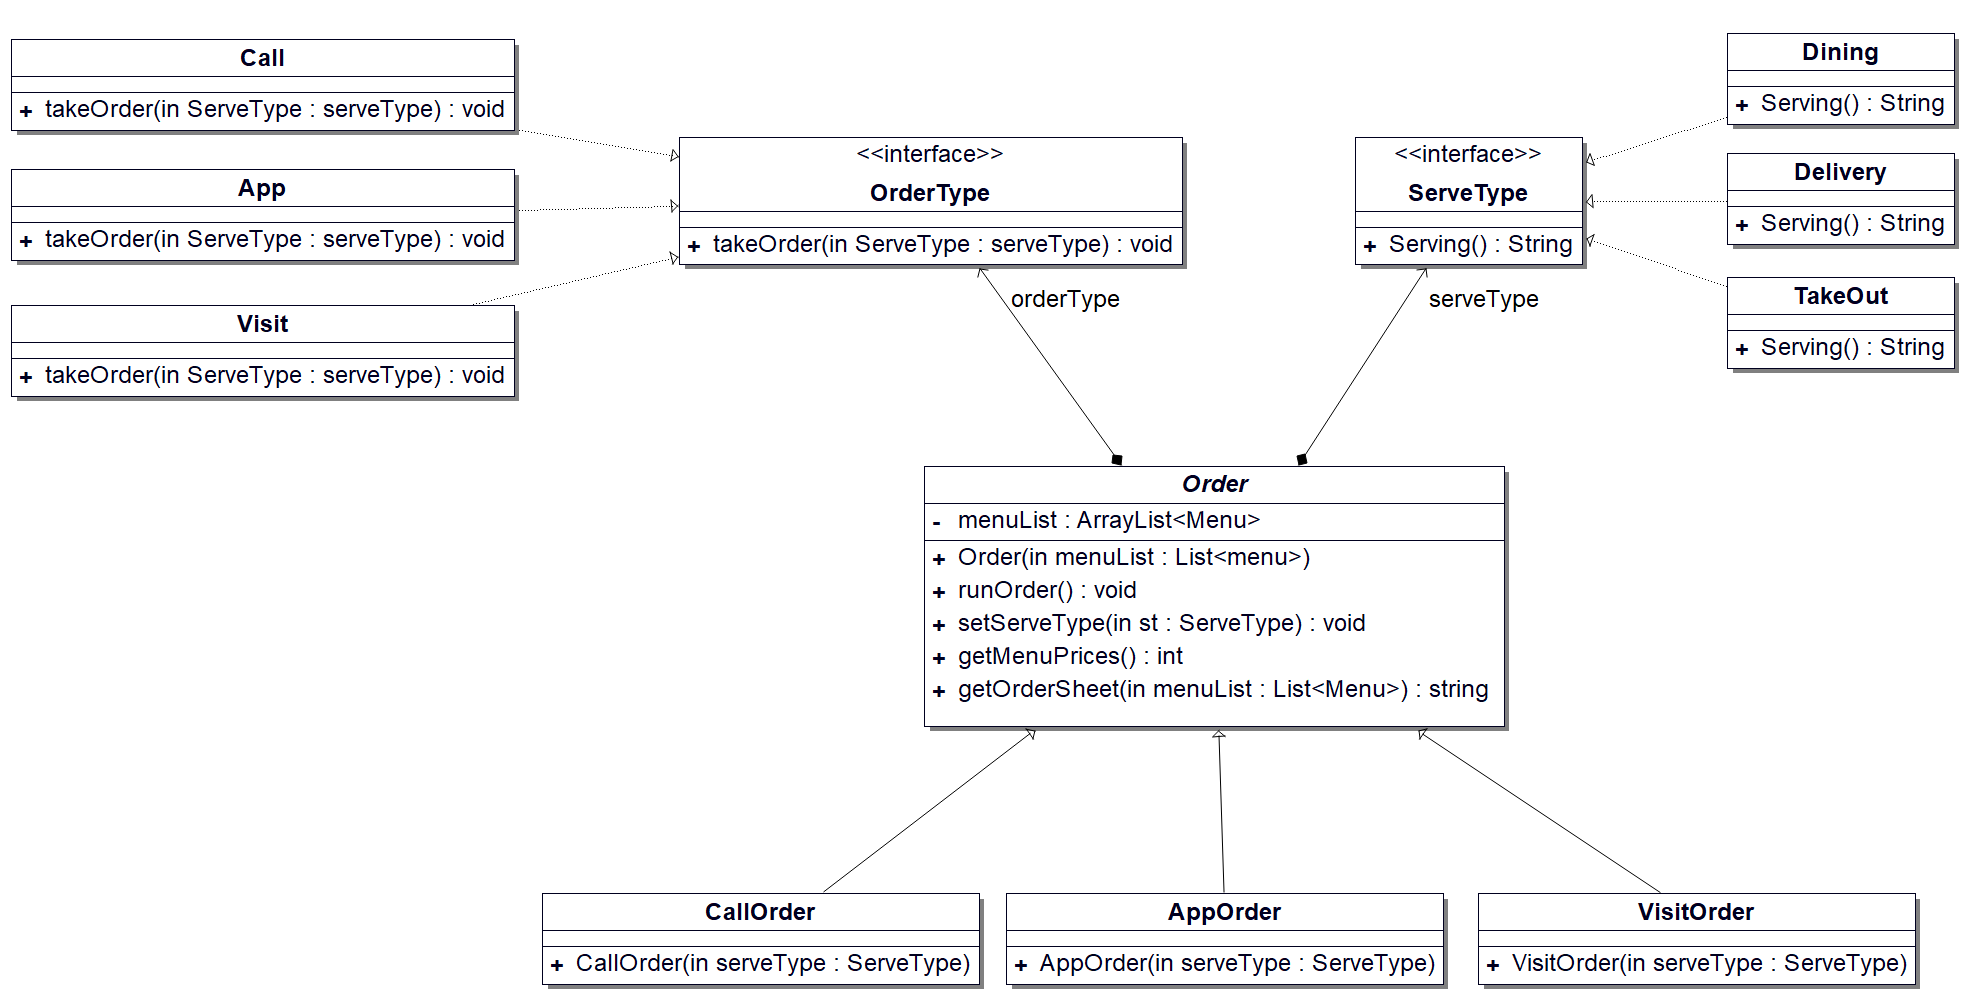 Call
+ takeOrder(in ServeType : serveType) : void
App
+ takeOrder(in ServeType : serveType) : void
Visit
+ takeOrder(in ServeType : serveType) : void
<<interface>>
OrderType
+ takeOrder(in ServeType : serveType) : void
<<interface>>
ServeType
+ Serving() : String
Dining
+ Serving() : String
Delivery
+ Serving() : String
TakeOut
+ Serving() : String
orderType
serveType
Order
- menuList : ArrayList<Menu>
+ Order(in menuList : List<menu>)
+ runOrder() : void
+ setServeType(in st : ServeType) : void
+ getMenuPrices() : int
+ getOrderSheet(in menuList : List<Menu>) : string
CallOrder
+ CallOrder(in serveType : ServeType)
AppOrder
+ AppOrder(in serveType : ServeType)
VisitOrder
+ VisitOrder(in serveType : ServeType)